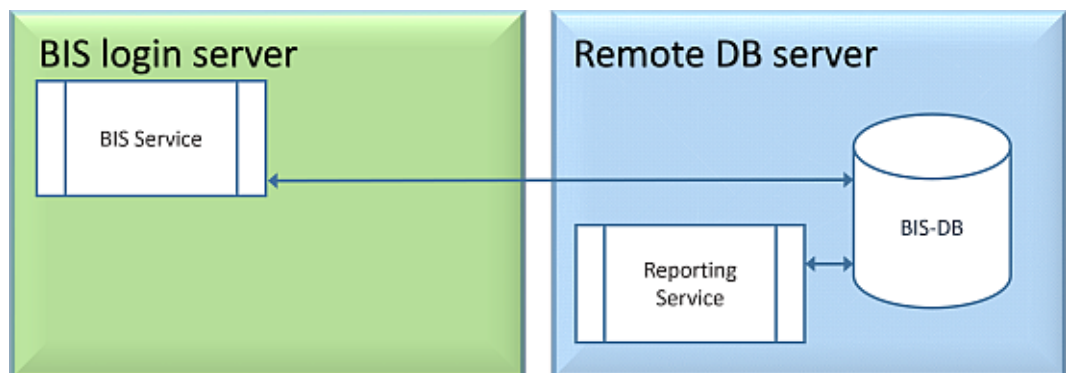 BIS login server
BIS Service
Remote DB server
BIS-DB
Reporting
Service